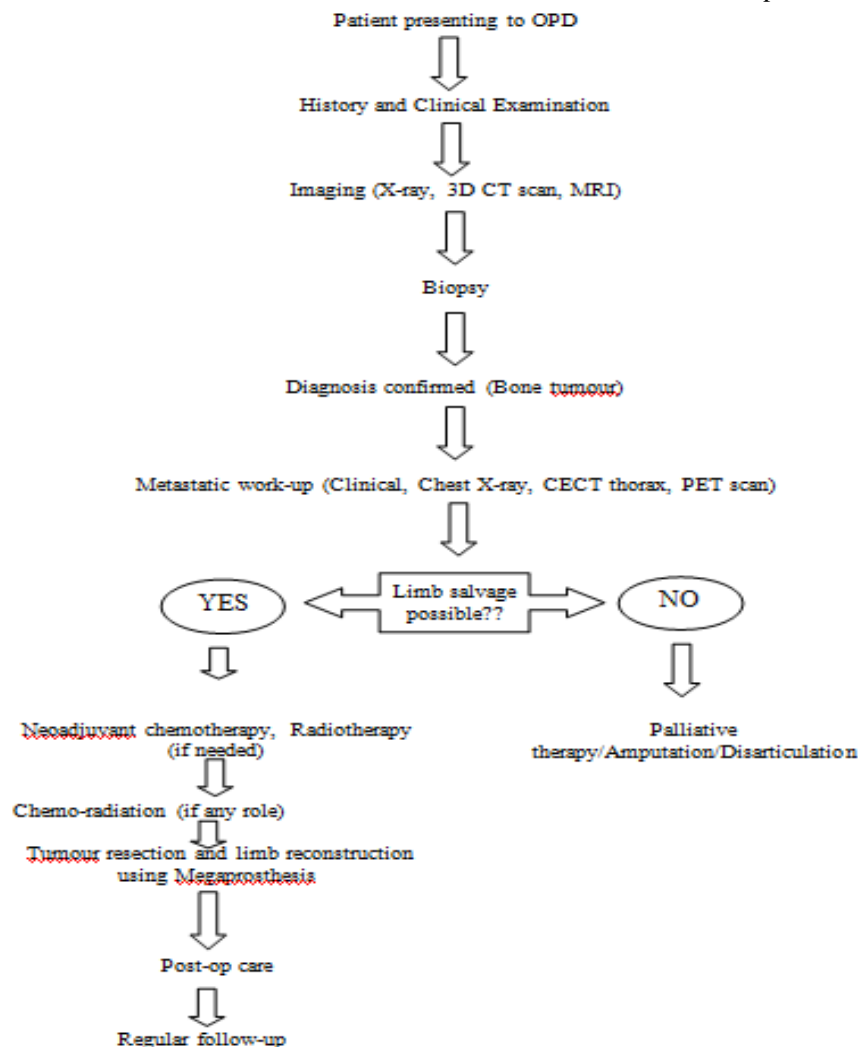 Patient presenting to OPD
History and Clinical Examination
Imaging (X-ray, 3D CT scan, MRI)
Biopsy
Diagnosis confirmed (Bone tumour)
Metastatic work-up (Clinical, Chest X-ray, CECT thorax, PET scan)
YES
Limb salvage
possible??
NO
Neoadjuvant chemotherapy, Radiotherapy
(if needed)
Palliative
therapy/Amputation/Disarticulation
Chemo-radiation (if any role)
Tumour resection and limb reconstruction
using Megaprosthesis
Post-op care
Regular follow-up